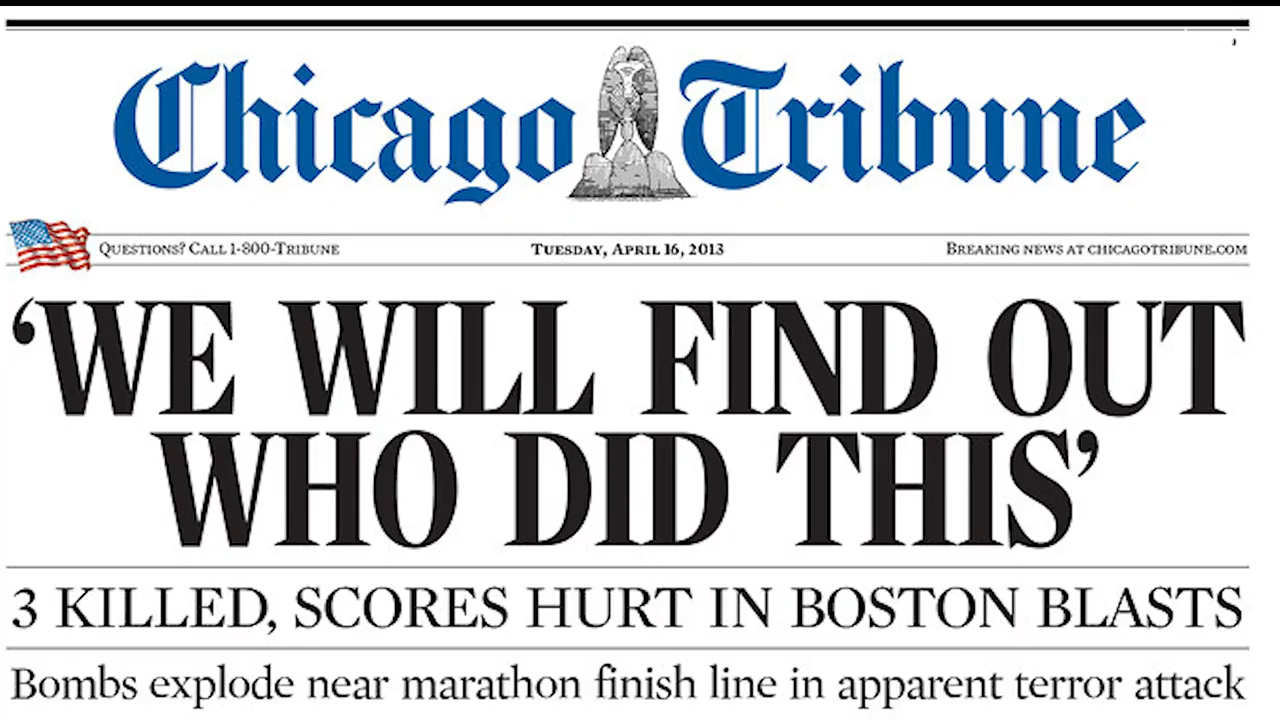 Chicago Tribune
QUESTIONS? CALL 1-800-TRIBUNE TUESDAY, APRIL 16, 2013 BREAKING NEWS AT CHICAGOTRIBUNE.COM
‘WE WILL FIND OUT
WHO DID THIS’
3 KILLED, SCORES HURT IN BOSTON BLASTS
Bombs explode near marathon finish line in apparent terror attack